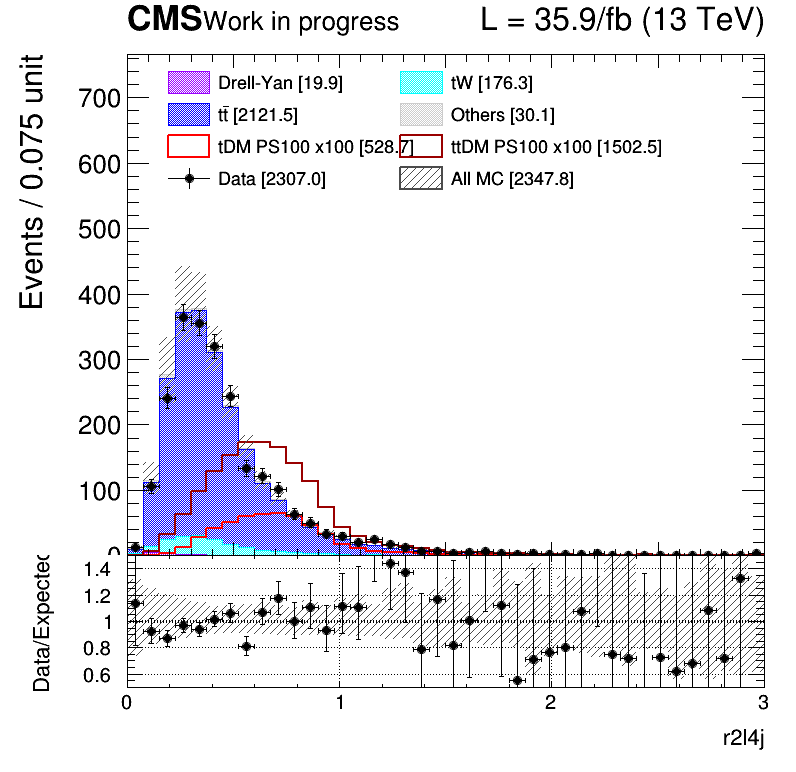 CMS Work in progress L = 35.9/fb (13 TeV)
Events / 0.075 unit
700
600
500
400
300
200
100
0
Drell-Yan [19.9]
tW [176.3]
tt̄ [2121.5]
Others [30.1]
tDM PS100 x100 [528.7]
ttDM PS100 x100 [1502.5]
Data [2307.0]
All MC [2347.8]
Data/Expected
1.4
1.2
1
0.8
0.6
0 1 2 3
r2l4j